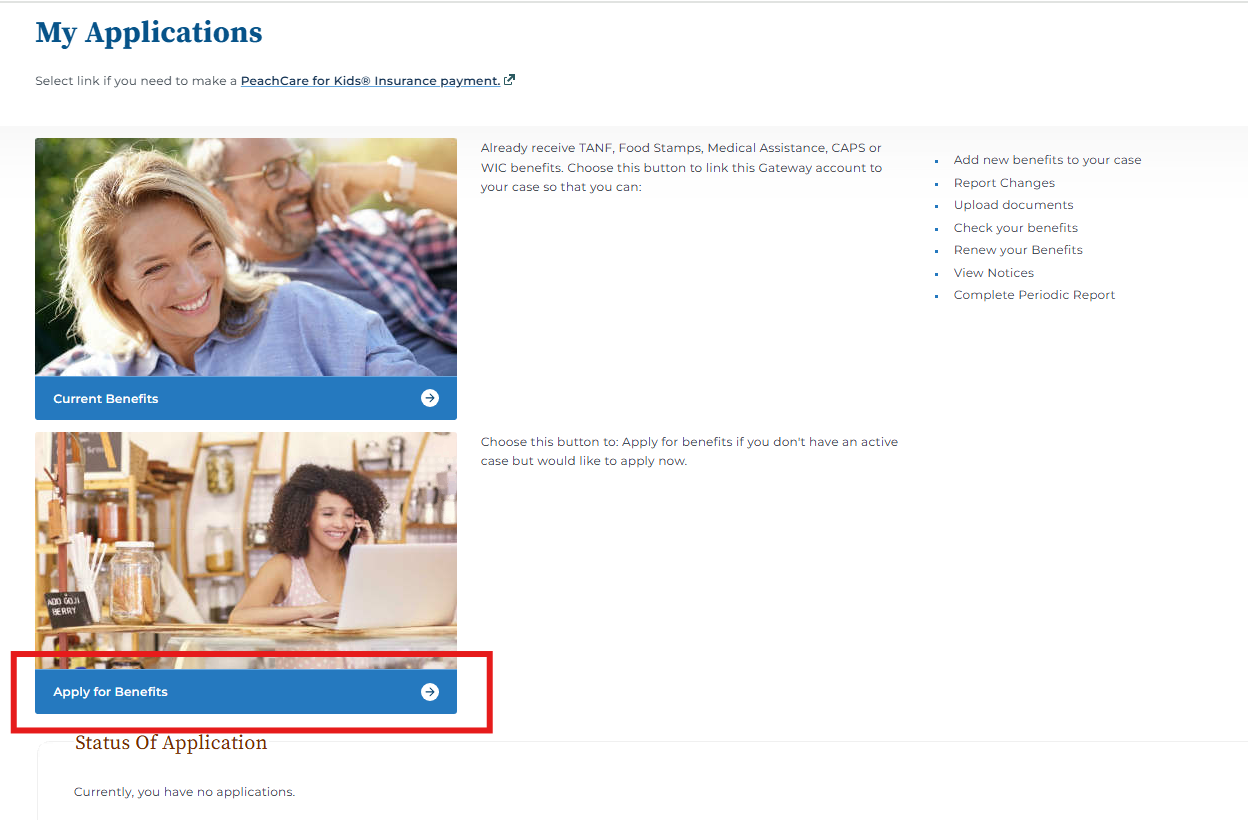 My Applications
Select link if you need to make a PeachCare for Kids® Insurance payment.
Already receive TANF, Food Stamps, Medical Assistance, CAPS or
WIC benefits. Choose this button to link this Gateway account to
your case so that you can:
Add new benefits to your case
Report Changes
Upload documents
Check your benefits
Renew your Benefits
View Notices
Complete Periodic Report
Current Benefits
Choose this button to: Apply for benefits if you don't have an active
case but would like to apply now.
ADD GOJI
BERRY
Apply for Benefits
Status Of Application
Currently, you have no applications.